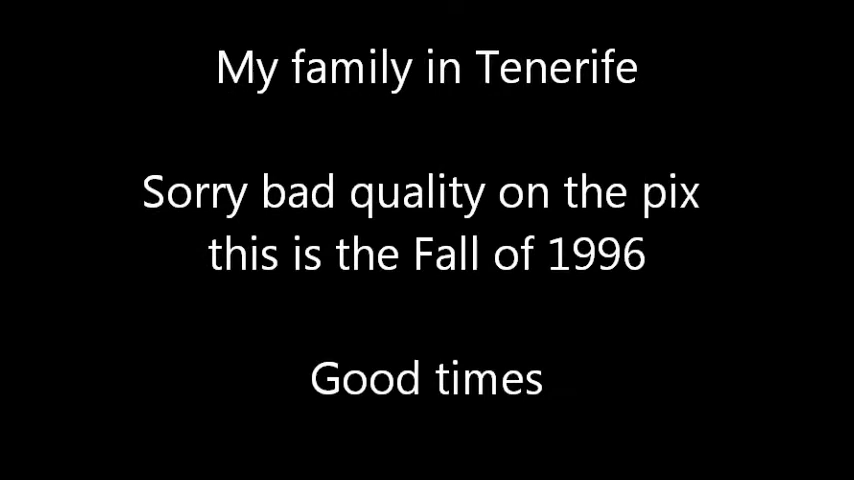 My family in Tenerife
Sorry bad quality on the pix
this is the Fall of 1996
Good times